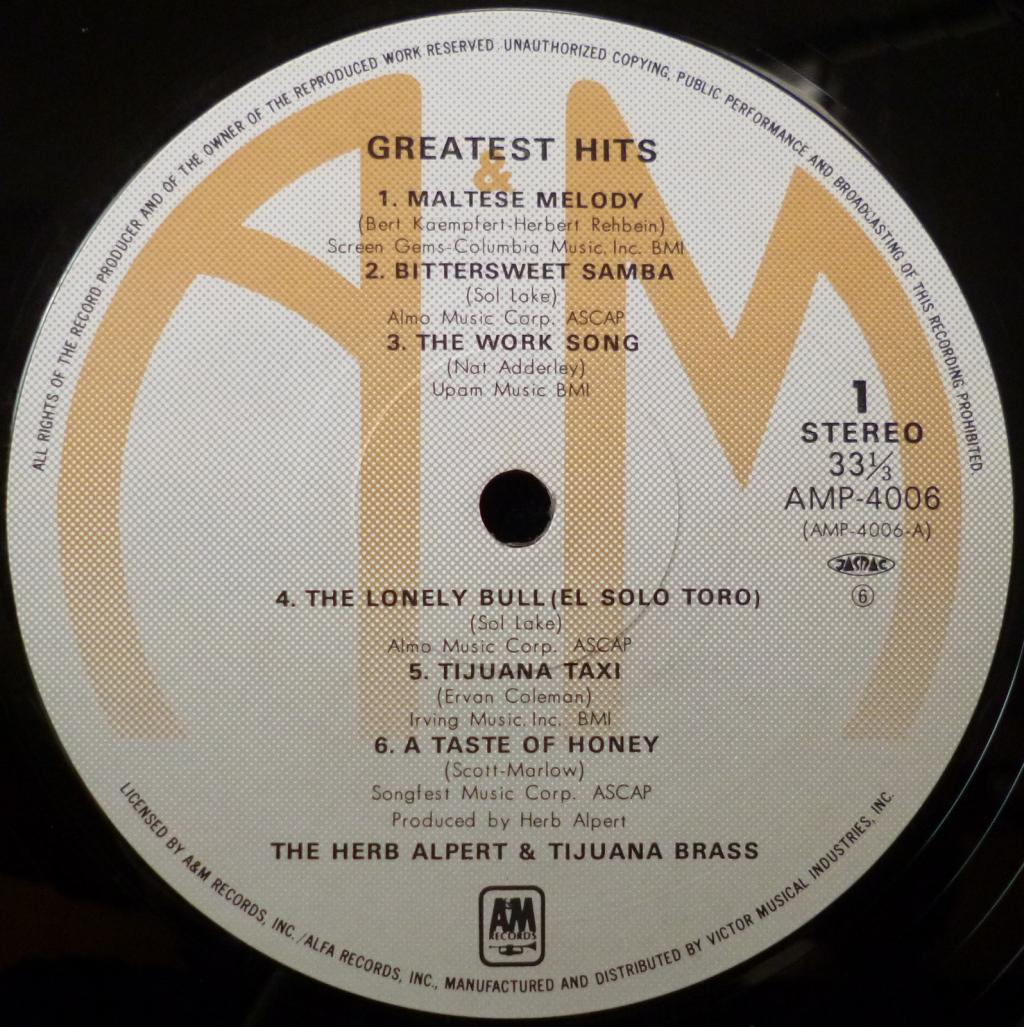 ALL RIGHTS OF THE RECORD PRODUCER AND OF THE OWNER OF THE REPRODUCED WORK RESERVED. UNAUTHORIZED COPYING, PUBLIC PERFORMANCE AND BROADCASTING OF THIS RECORDING PROHIBITED.
GREATEST HITS
&
1. MALTESE MELODY
(Bert Kaempfert-Herbert Rehbein)
Screen Gems-Columbia Music, Inc. BMI
2. BITTERSWEET SAMBA
(Sol Lake)
Almo Music Corp. ASCAP
3. THE WORK SONG
(Nat Adderley)
Upam Music BMI
1
STEREO
33⅓
AMP-4006
(AMP-4006-A)
JASRAC
⑥
4. THE LONELY BULL (EL SOLO TORO)
(Sol Lake)
Almo Music Corp. ASCAP
5. TIJUANA TAXI
(Ervan Coleman)
Irving Music, Inc. BMI
6. A TASTE OF HONEY
(Scott-Marlow)
Songfest Music Corp. ASCAP
Produced by Herb Alpert
THE HERB ALPERT & TIJUANA BRASS
A&M
RECORDS
LICENSED BY A&M RECORDS, INC./ALFA RECORDS, INC., MANUFACTURED AND DISTRIBUTED BY VICTOR MUSICAL INDUSTRIES, INC.